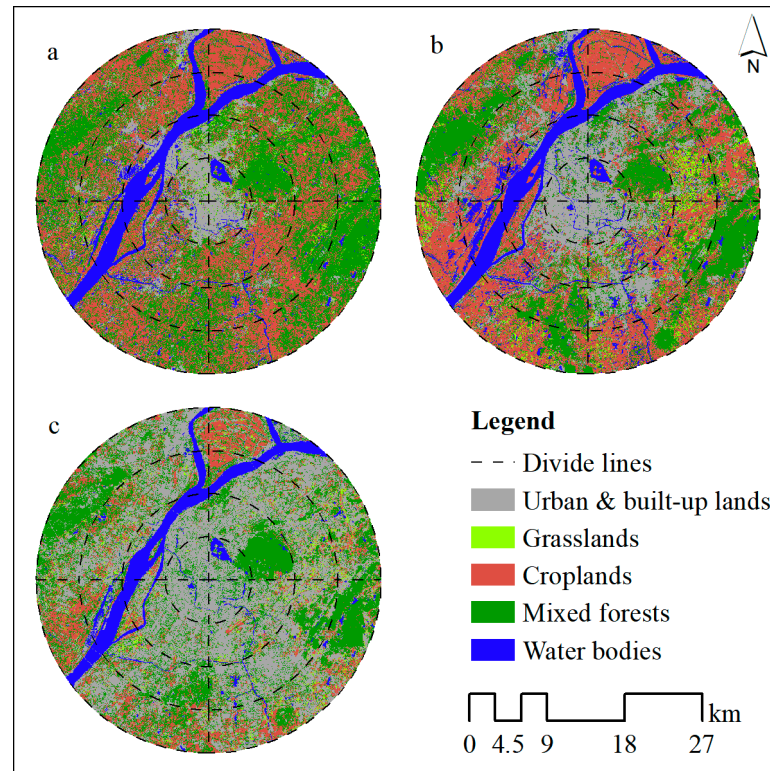 a
b
N
c
Legend
Divide lines
Urban & built-up lands
Grasslands
Croplands
Mixed forests
Water bodies
km
0 4.5 9 18 27